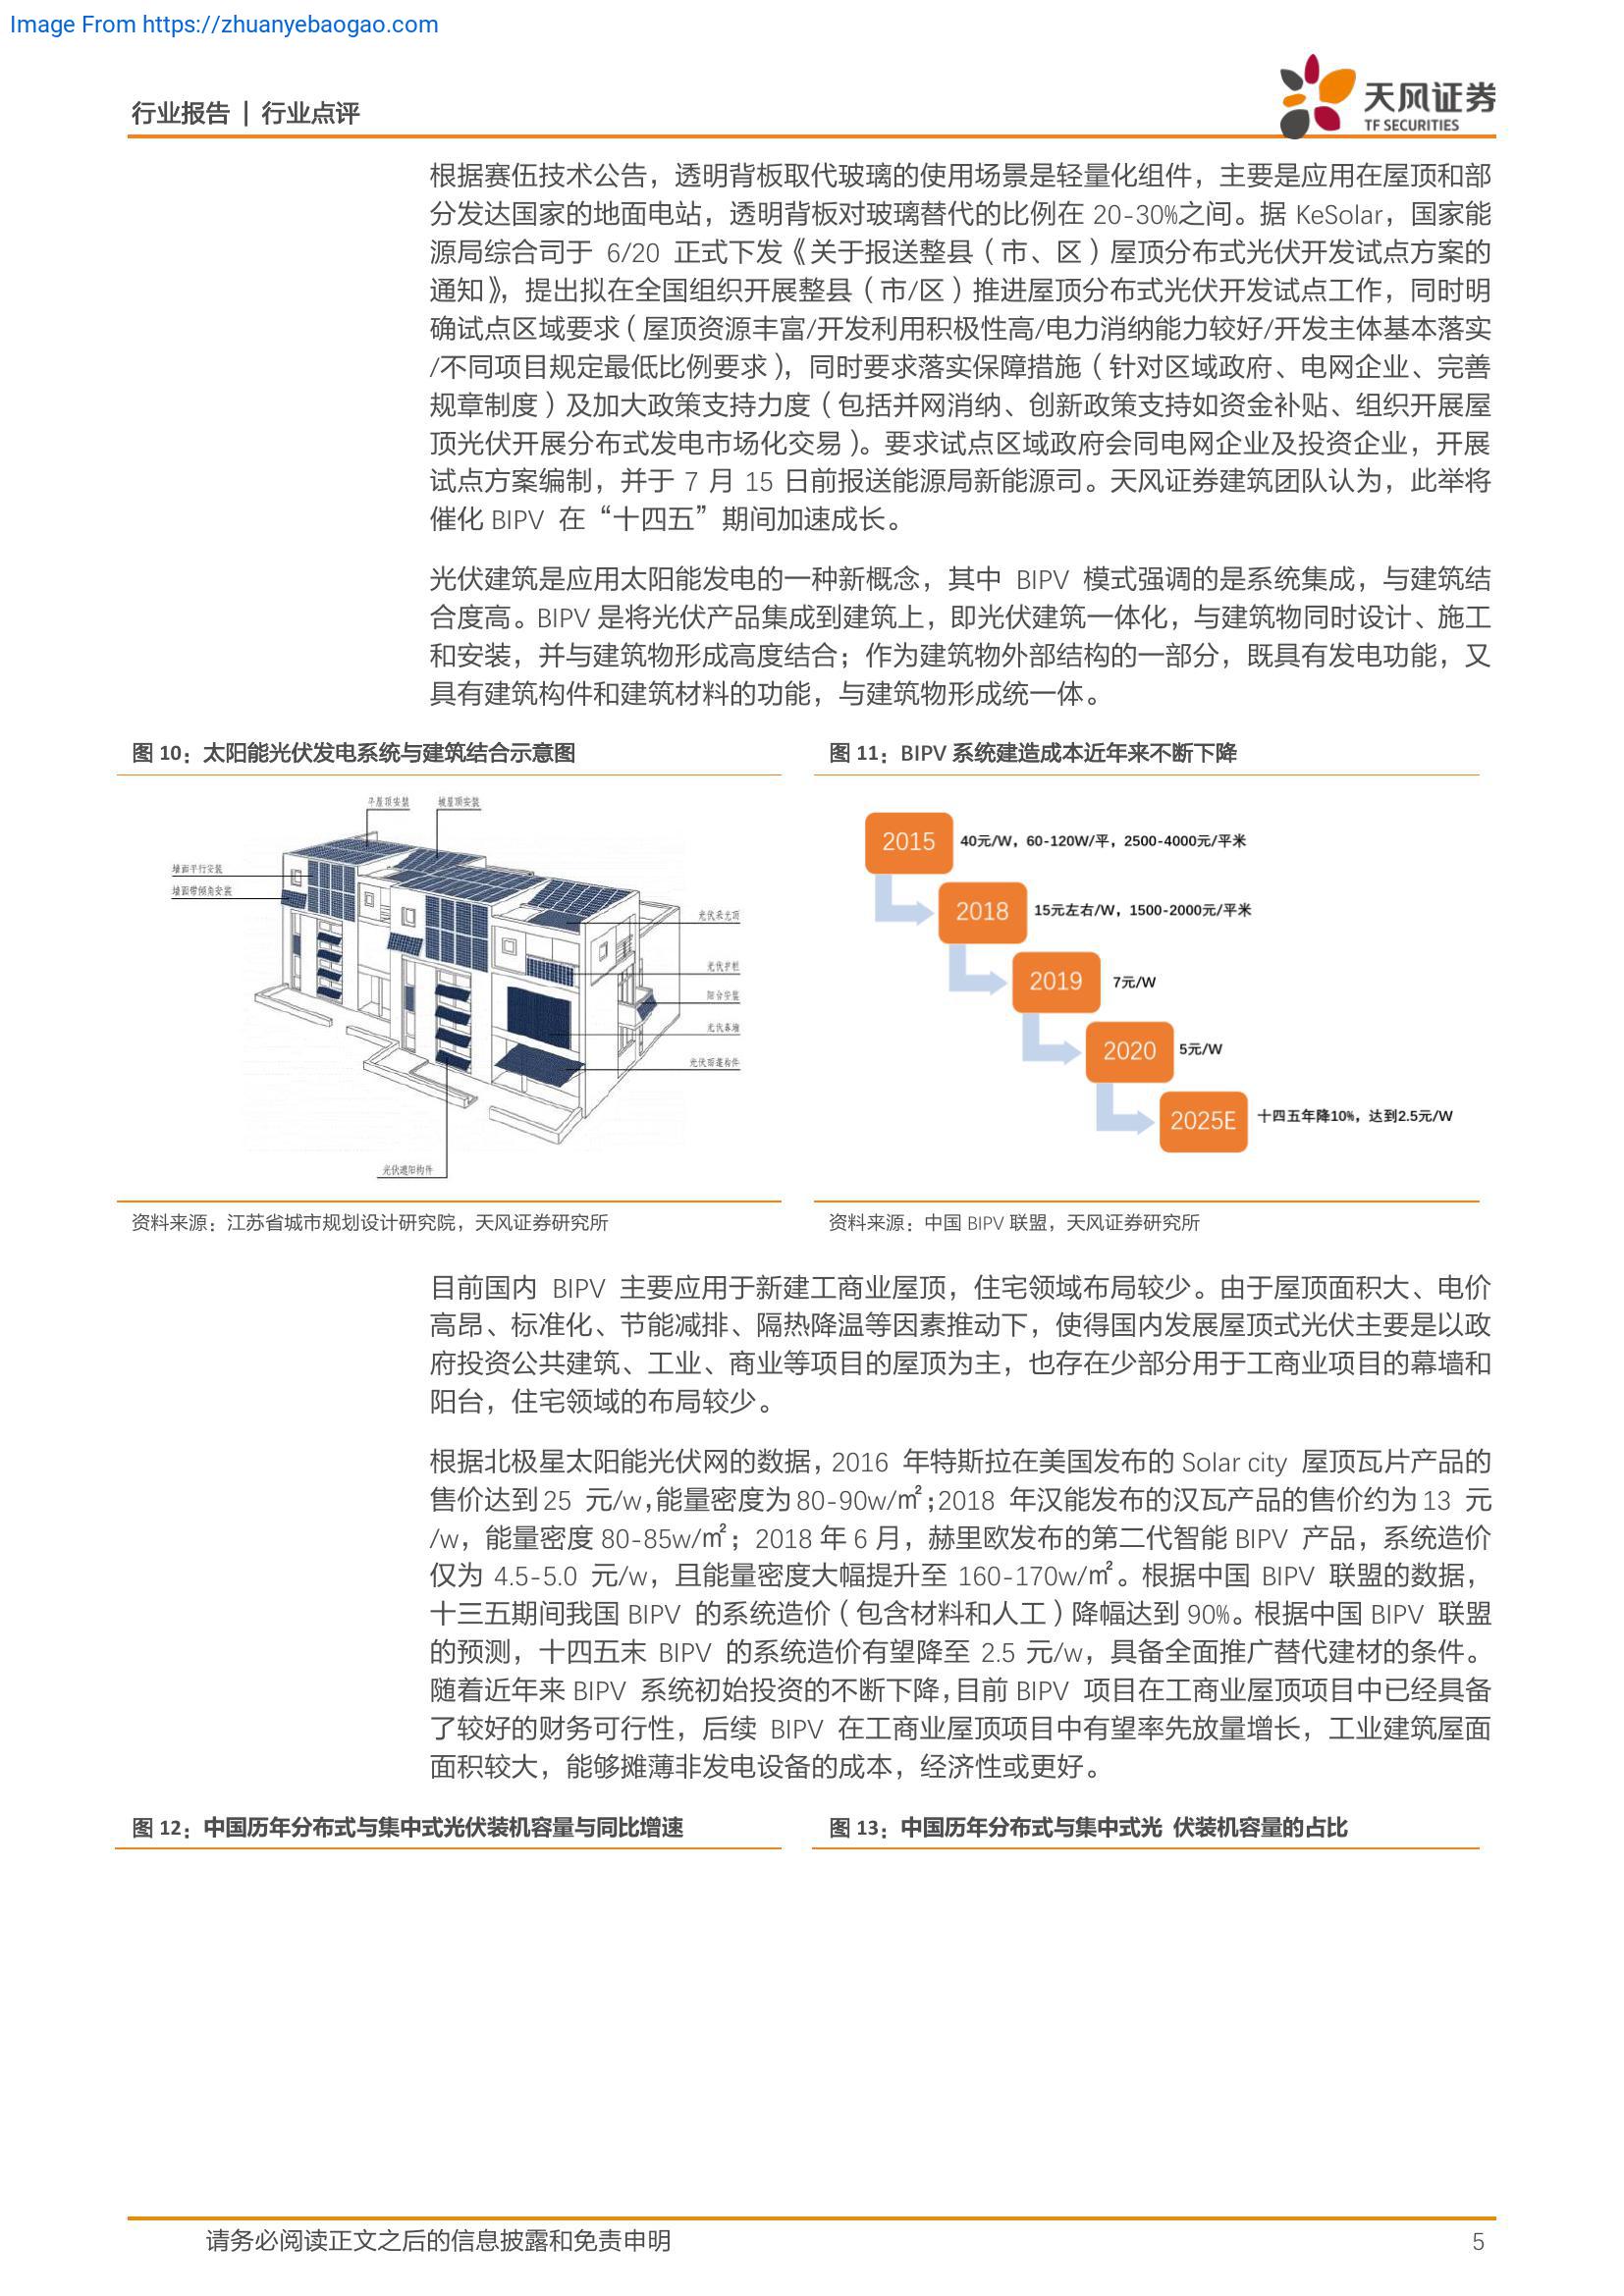 Image From https://zhuanyebaogao.com
行业报告 | 行业点评
天风证券
TF SECURITIES
根据赛伍技术公告，透明背板取代玻璃的使用场景是轻量化组件，主要是应用在屋顶和部
分发达国家的地面电站，透明背板对玻璃替代的比例在 20-30%之间。据 KeSolar，国家能
源局综合司于 6/20 正式下发《关于报送整县（市、区）屋顶分布式光伏开发试点方案的
通知》，提出拟在全国组织开展整县（市/区）推进屋顶分布式光伏开发试点工作，同时明
确试点区域要求（屋顶资源丰富/开发利用积极性高/电力消纳能力较好/开发主体基本落实
/不同项目规定最低比例要求），同时要求落实保障措施（针对区域政府、电网企业、完善
规章制度）及加大政策支持力度（包括并网消纳、创新政策支持如资金补贴、组织开展屋
顶光伏开展分布式发电市场化交易）。要求试点区域政府会同电网企业及投资企业，开展
试点方案编制，并于 7 月 15 日前报送能源局新能源司。天风证券建筑团队认为，此举将
催化 BIPV 在“十四五”期间加速成长。
光伏建筑是应用太阳能发电的一种新概念，其中 BIPV 模式强调的是系统集成，与建筑结
合度高。BIPV 是将光伏产品集成到建筑上，即光伏建筑一体化，与建筑物同时设计、施工
和安装，并与建筑物形成高度结合；作为建筑物外部结构的一部分，既具有发电功能，又
具有建筑构件和建筑材料的功能，与建筑物形成统一体。
图 10：太阳能光伏发电系统与建筑结合示意图
平屋顶安装
坡屋顶安装
墙面平行安装
墙面带倾角安装
光伏采光顶
光伏护栏
阳台安装
光伏幕墙
光伏雨蓬构件
光伏遮阳构件
资料来源：江苏省城市规划设计研究院，天风证券研究所
图 11：BIPV 系统建造成本近年来不断下降
2015 40元/W，60-120W/平，2500-4000元/平米
2018 15元左右/W，1500-2000元/平米
2019 7元/W
2020 5元/W
2025E 十四五年降10%，达到2.5元/W
资料来源：中国 BIPV 联盟，天风证券研究所
目前国内 BIPV 主要应用于新建工商业屋顶，住宅领域布局较少。由于屋顶面积大、电价
高昂、标准化、节能减排、隔热降温等因素推动下，使得国内发展屋顶式光伏主要是以政
府投资公共建筑、工业、商业等项目的屋顶为主，也存在少部分用于工商业项目的幕墙和
阳台，住宅领域的布局较少。
根据北极星太阳能光伏网的数据，2016 年特斯拉在美国发布的 Solar city 屋顶瓦片产品的
售价达到 25 元/w，能量密度为 80-90w/㎡；2018 年汉能发布的汉瓦产品的售价约为 13 元
/w，能量密度 80-85w/㎡；2018 年 6 月，赫里欧发布的第二代智能 BIPV 产品，系统造价
仅为 4.5-5.0 元/w，且能量密度大幅提升至 160-170w/㎡。根据中国 BIPV 联盟的数据，
十三五期间我国 BIPV 的系统造价（包含材料和人工）降幅达到 90%。根据中国 BIPV 联盟
的预测，十四五末 BIPV 的系统造价有望降至 2.5 元/w，具备全面推广替代建材的条件。
随着近年来 BIPV 系统初始投资的不断下降，目前 BIPV 项目在工商业屋顶项目中已经具备
了较好的财务可行性，后续 BIPV 在工商业屋顶项目中有望率先放量增长，工业建筑屋面
面积较大，能够摊薄非发电设备的成本，经济性或更好。
图 12：中国历年分布式与集中式光伏装机容量与同比增速
图 13：中国历年分布式与集中式光 伏装机容量的占比
请务必阅读正文之后的信息披露和免责申明
5